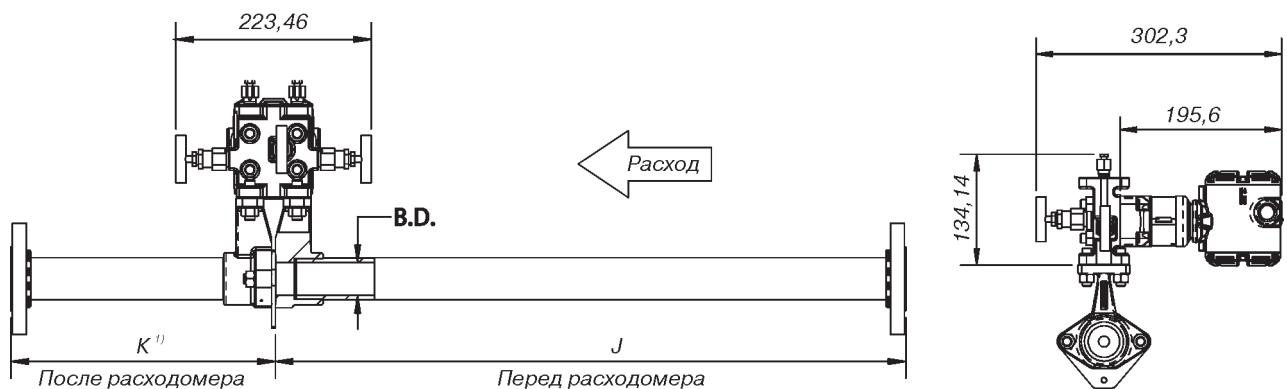 223,46
302,3
195,6
Расход
134,14
B.D.
K 1)
J
После расходомера
Перед расходомера